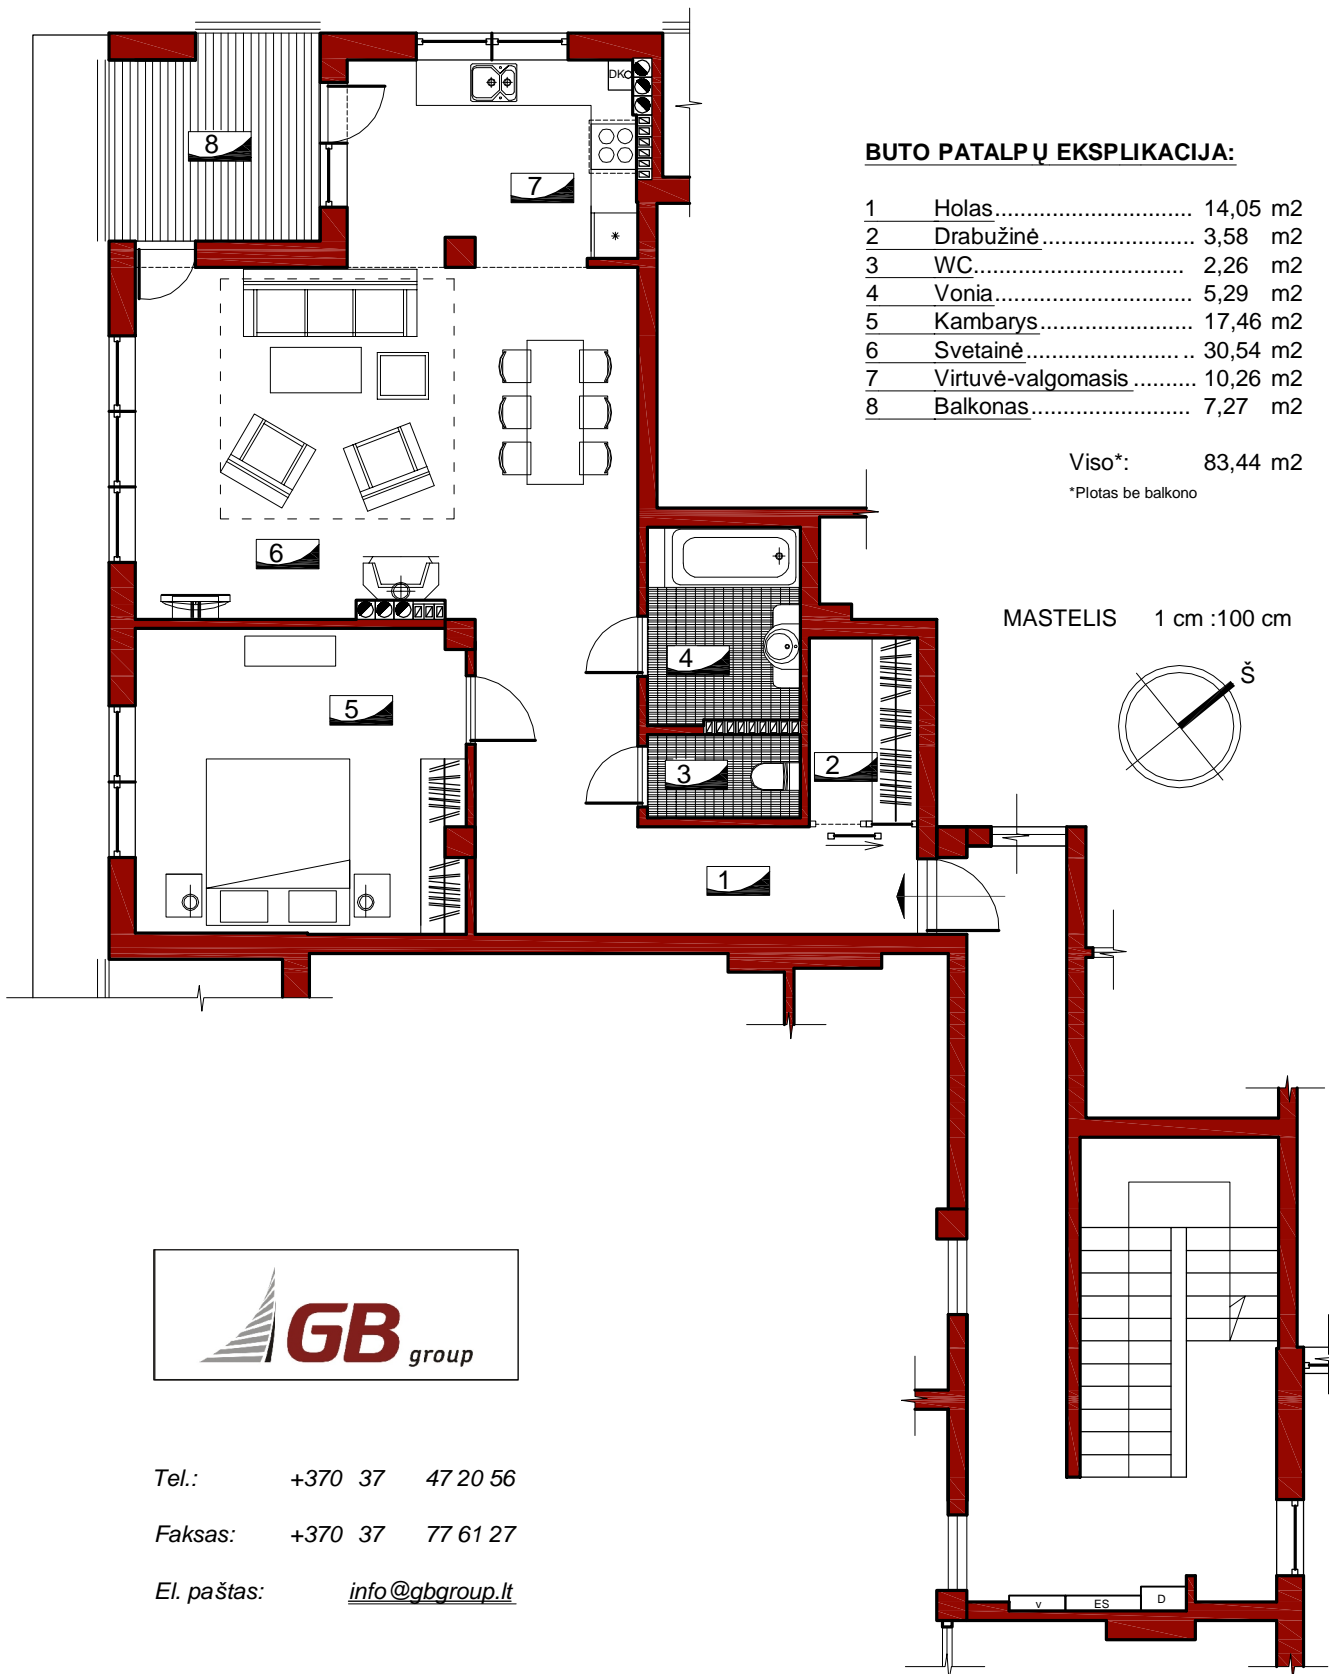 BUTO PATALPŲ EKSPLIKACIJA:
1 Holas............................... 14,05 m2
2 Drabužinė........................ 3,58 m2
3 WC................................. 2,26 m2
4 Vonia............................... 5,29 m2
5 Kambarys........................ 17,46 m2
6 Svetainė.......................... 30,54 m2
7 Virtuvė-valgomasis.......... 10,26 m2
8 Balkonas......................... 7,27 m2
Viso*: 83,44 m2
*Plotas be balkono
MASTELIS 1 cm :100 cm
Š
DK
8
7
6
5
4
3
2
1
GB group
Tel.: +370 37 47 20 56
Faksas: +370 37 77 61 27
El. paštas: info@gbgroup.lt
v ES D